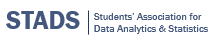 STADS
Students' Association for
Data Analytics & Statistics